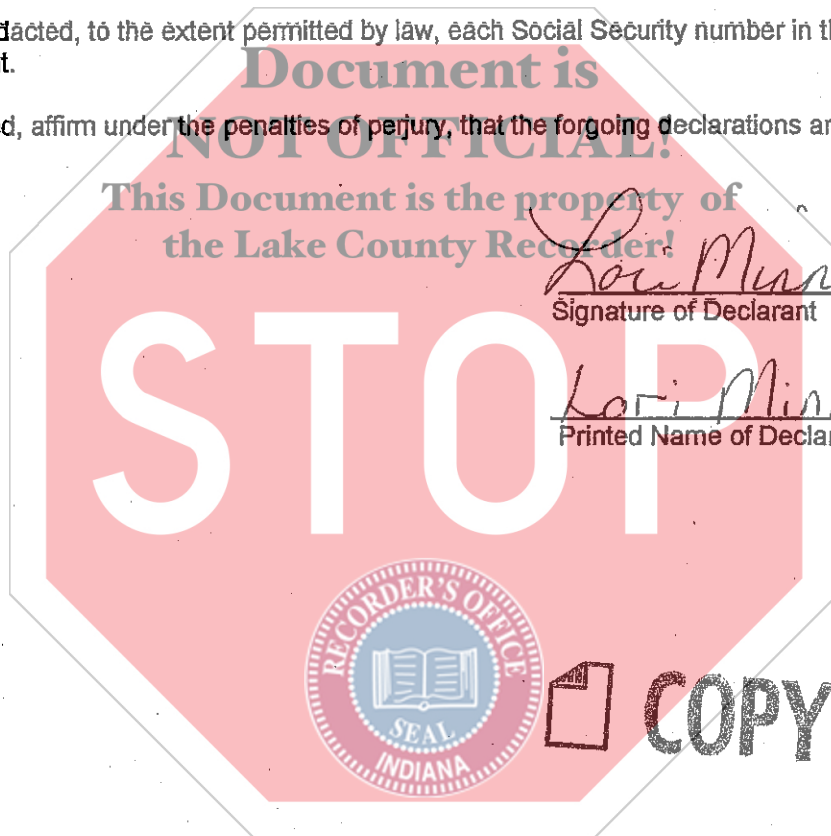 dacted, to the extent permitted by law, each Social Security number in th
t.
Document is
d, affirm under the penalties of perjury, that the forgoing declarations ar
NOT OFFICIAL!
This Document is the property of
the Lake County Recorder!
Lori
Signature of Declarant
STOP
Lori
Printed Name of Declar
RECORDER'S OFFICE
SEAL
INDIANA
COPY